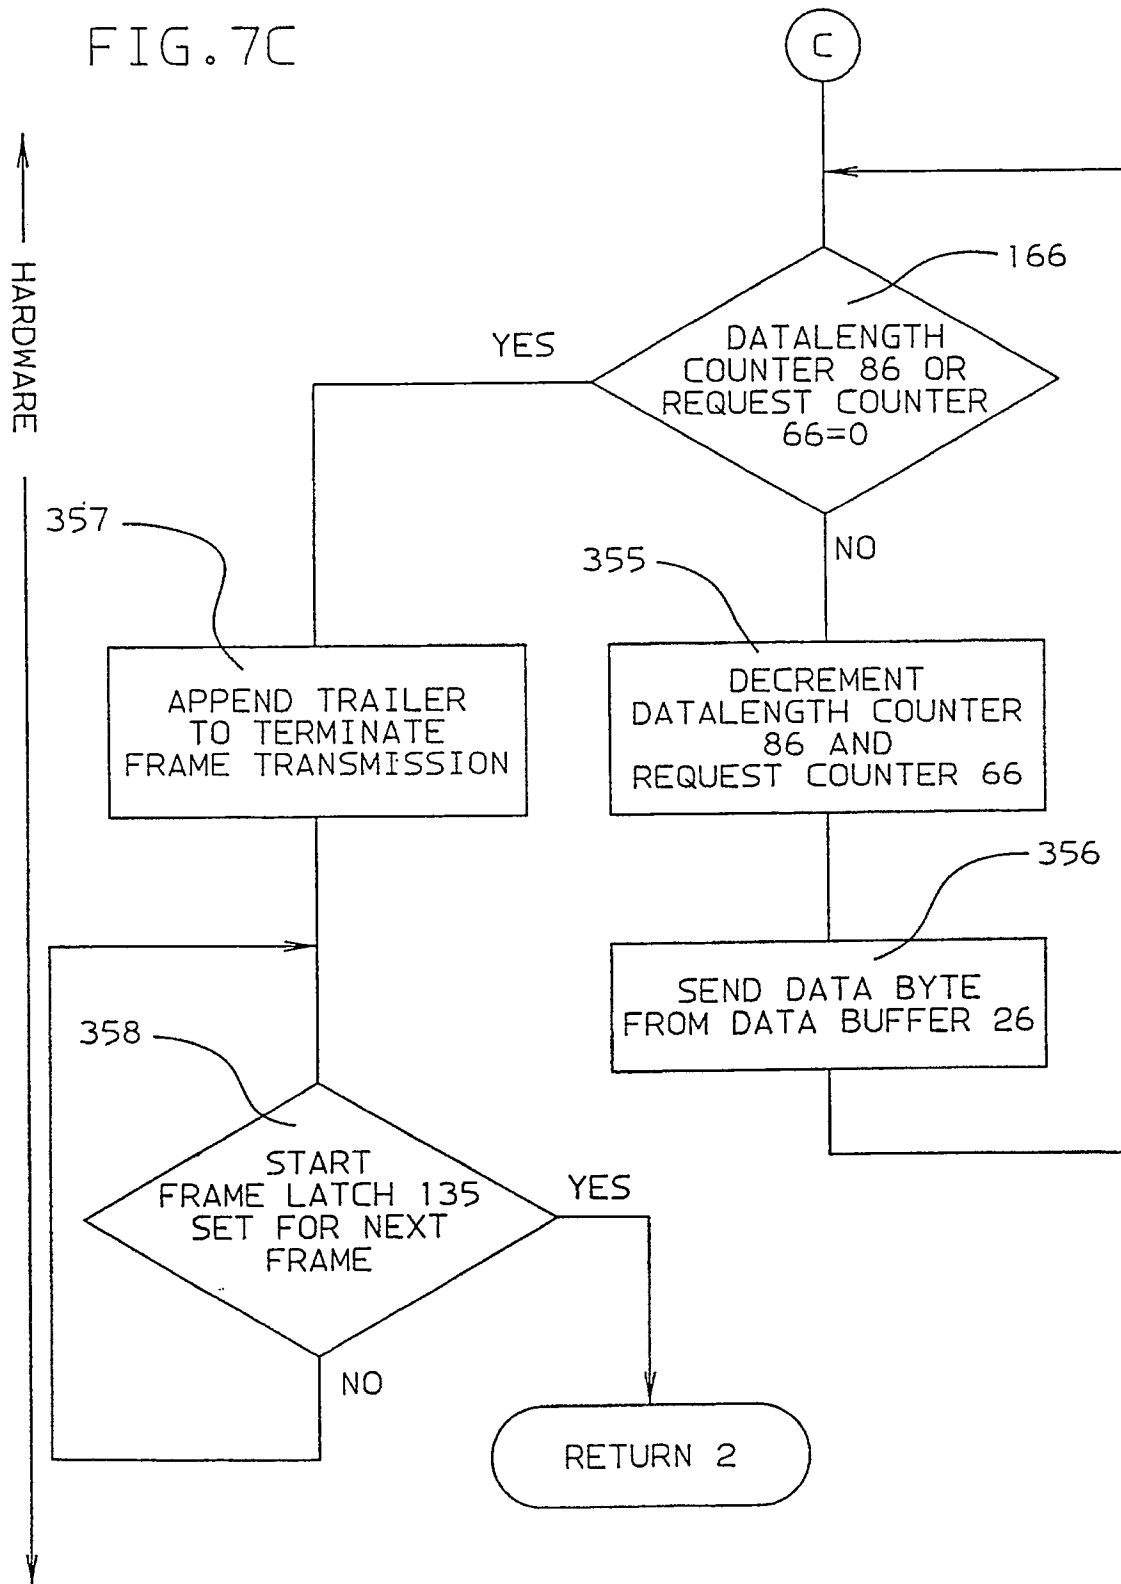 FIG.7C
C
HARDWARE
166
DATALENGTH
COUNTER 86 OR
REQUEST COUNTER
66=0
YES
NO
357
355
APPEND TRAILER
TO TERMINATE
FRAME TRANSMISSION
DECREMENT
DATALENGTH COUNTER
86 AND
REQUEST COUNTER 66
356
SEND DATA BYTE
FROM DATA BUFFER 26
358
START
FRAME LATCH 135
SET FOR NEXT
FRAME
YES
NO
RETURN 2